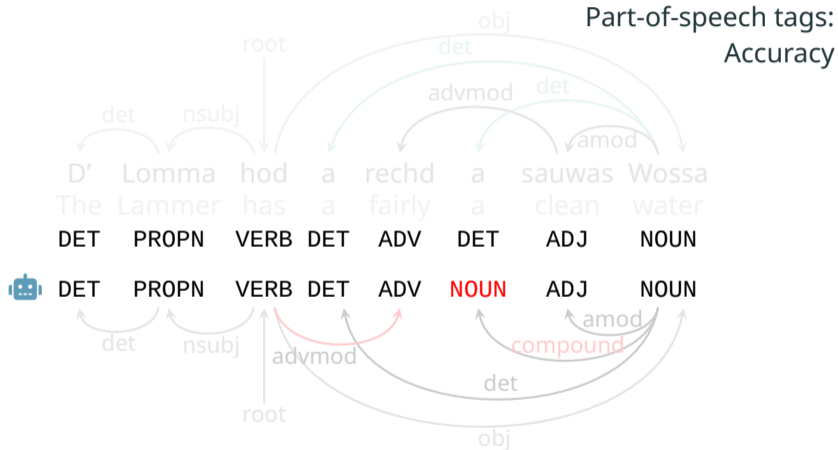 Part-of-speech tags:
Accuracy
obj
root
det
advmod
det
det
nsubj
amod
D’ Lomma hod a rechd a sauwas Wossa
The Lammer has a fairly a clean water
DET PROPN VERB DET ADV DET ADJ NOUN
DET PROPN VERB DET ADV NOUN ADJ NOUN
amod
det
nsubj
advmod
compound
det
root
obj